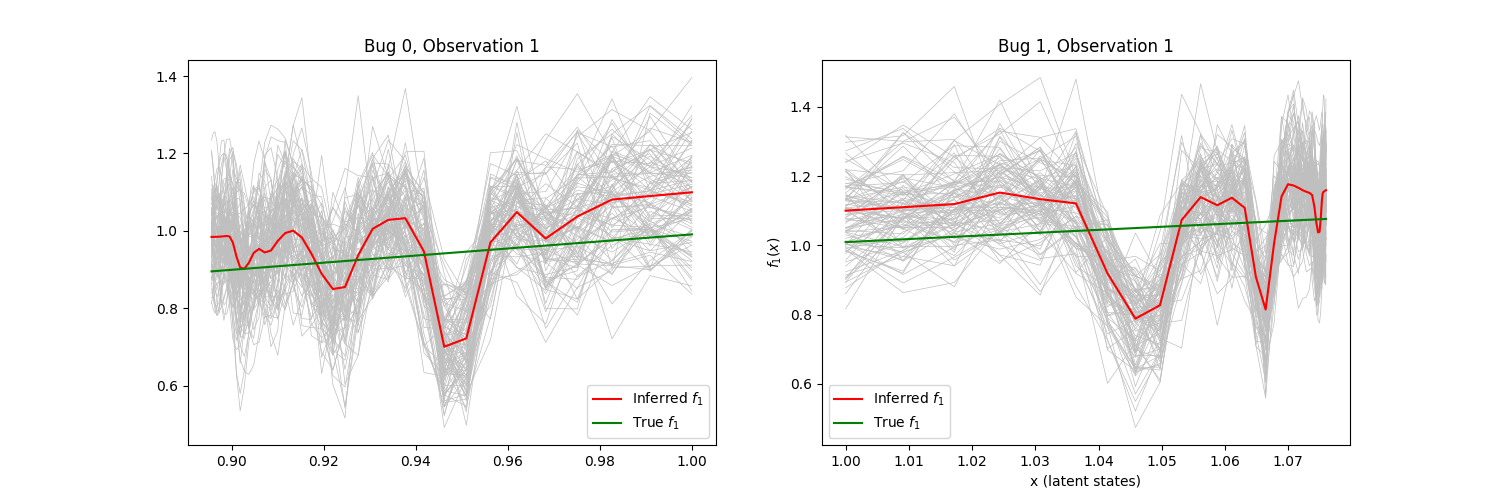 Bug 0, Observation 1
1.4
1.2
1.0
0.8
0.6
Inferred f₁
True f₁
0.90 0.92 0.94 0.96 0.98 1.00
Bug 1, Observation 1
f₁(x)
1.4
1.2
1.0
0.8
0.6
Inferred f₁
True f₁
1.00 1.01 1.02 1.03 1.04 1.05 1.06 1.07
x (latent states)